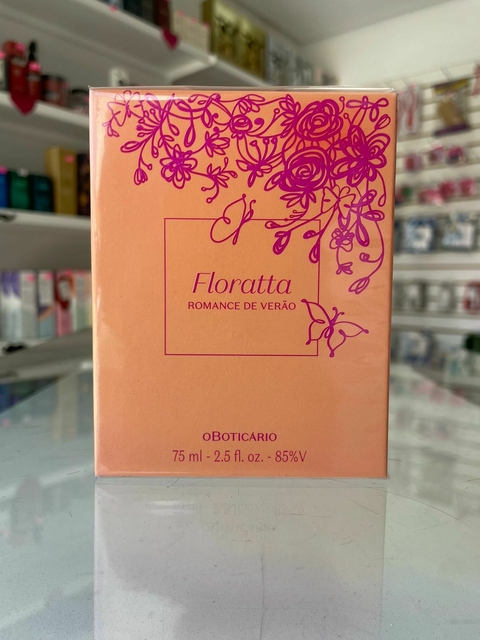 Floratta
ROMANCE DE VERÃO
oBOTICÁRIO
75 ml - 2.5 fl. oz. - 85%V